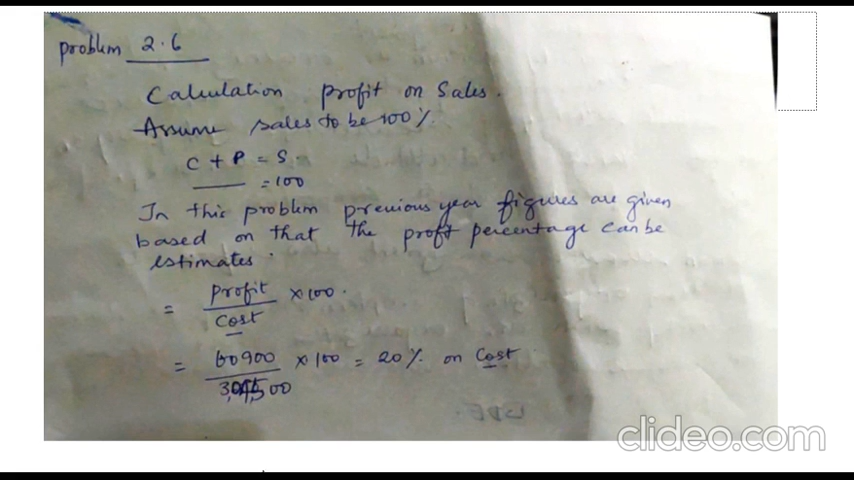 problem 2.6
Calculation profit on Sales.
Assume sales to be 100%.
C + P = S.
= 100
In this problem previous year figures are given
based on that the profit percentage can be
estimates.
= profit / Cost × 100.
= 60900 / 304500 × 100 = 20% on Cost
clideo.com